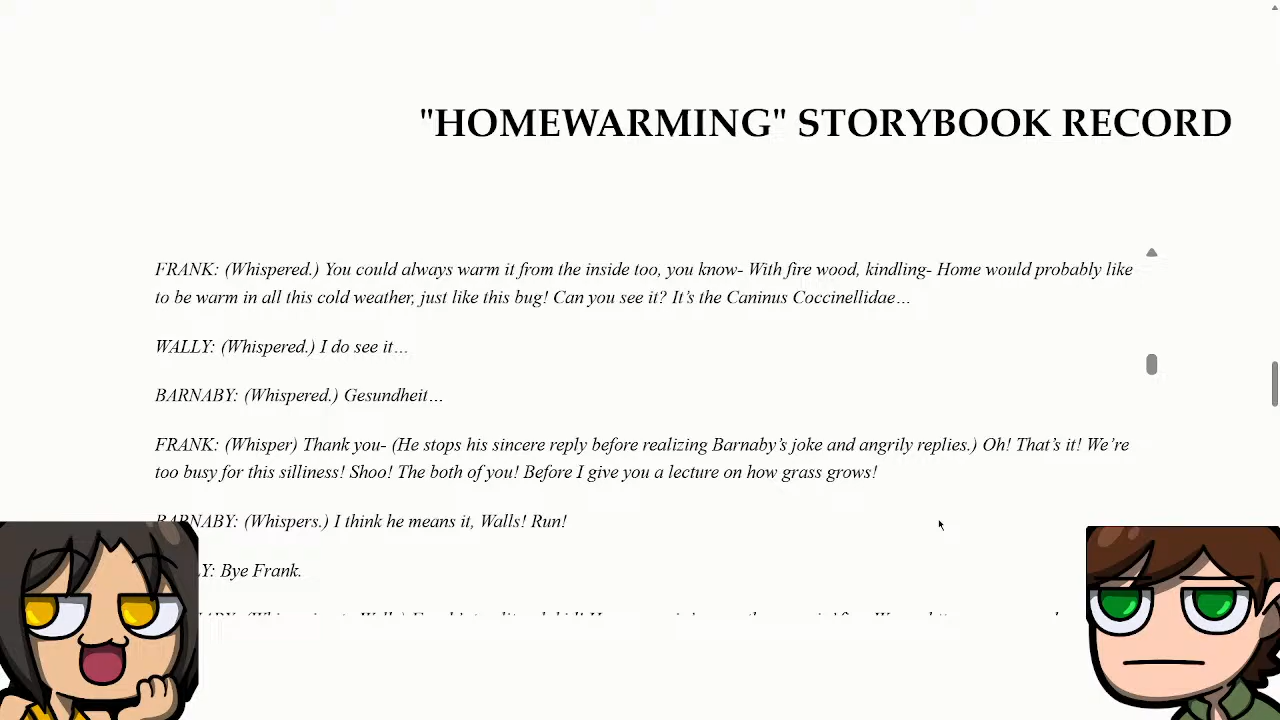 "HOMEWARMING" STORYBOOK RECORD
FRANK: (Whispered.) You could always warm it from the inside too, you know- With fire wood, kindling- Home would probably like
to be warm in all this cold weather, just like this bug! Can you see it? It’s the Caninus Coccinellidae…
WALLY: (Whispered.) I do see it…
BARNABY: (Whispered.) Gesundheit…
FRANK: (Whisper) Thank you- (He stops his sincere reply before realizing Barnaby’s joke and angrily replies.) Oh! That’s it! We’re
too busy for this silliness! Shoo! The both of you! Before I give you a lecture on how grass grows!
BARNABY: (Whispers.) I think he means it, Walls! Run!
LY: Bye Frank.